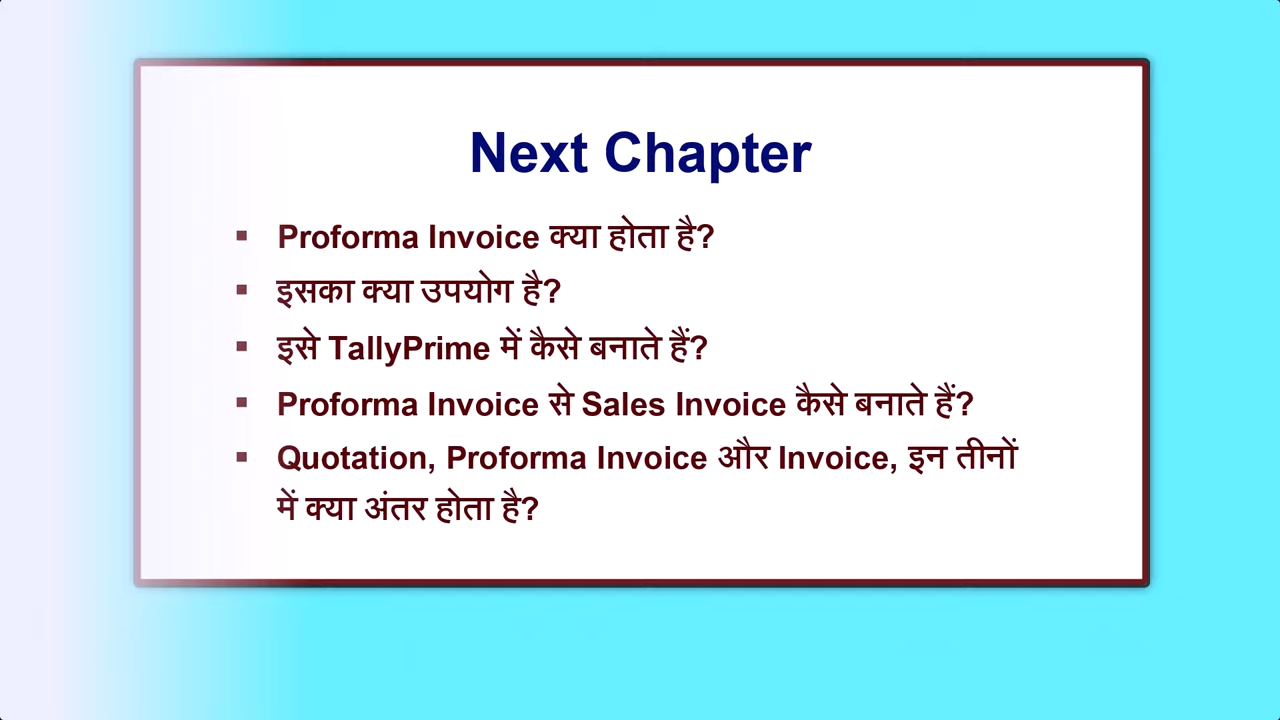 Next Chapter
▪ Proforma Invoice क्या होता है?
▪ इसका क्या उपयोग है?
▪ इसे TallyPrime में कैसे बनाते हैं?
▪ Proforma Invoice से Sales Invoice कैसे बनाते हैं?
▪ Quotation, Proforma Invoice और Invoice, इन तीनों
में क्या अंतर होता है?